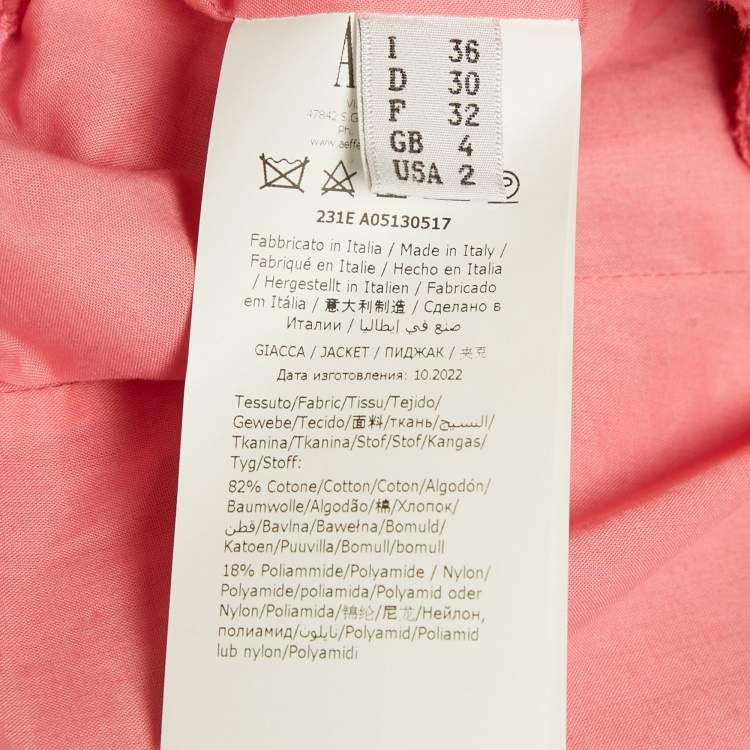 I 36
D 30
F 32
GB 4
USA 2
A
47842 S.G
Ph
www.aeffe
P
231E A05130517
Fabbricato in Italia / Made in Italy /
Fabriqué en Italie / Hecho en Italia
/ Hergestellt in Italien / Fabricado
em Itália / 意大利制造 / Сделано в
Италии / صنع في إيطاليا
GIACCA / JACKET / ПИДЖАК / 夹克
Дата изготовления: 10.2022
Tessuto/Fabric/Tissu/Tejido/
Gewebe/Tecido/面料/ткань/النسيج/
Tkanina/Tkanina/Stof/Stof/Kangas/
Tyg/Stoff:
82% Cotone/Cotton/Coton/Algodón/
Baumwolle/Algodão/棉/Хлопок/
قطن/Bavlna/Bawełna/Bomuld/
Katoen/Puuvilla/Bomull/bomull
18% Poliammide/Polyamide / Nylon/
Polyamide/poliamida/Polyamid oder
Nylon/Poliamida/锦纶/尼龙/Нейлон,
полиамид/نايلون/Polyamid/Poliamid
lub nylon/Polyamidi